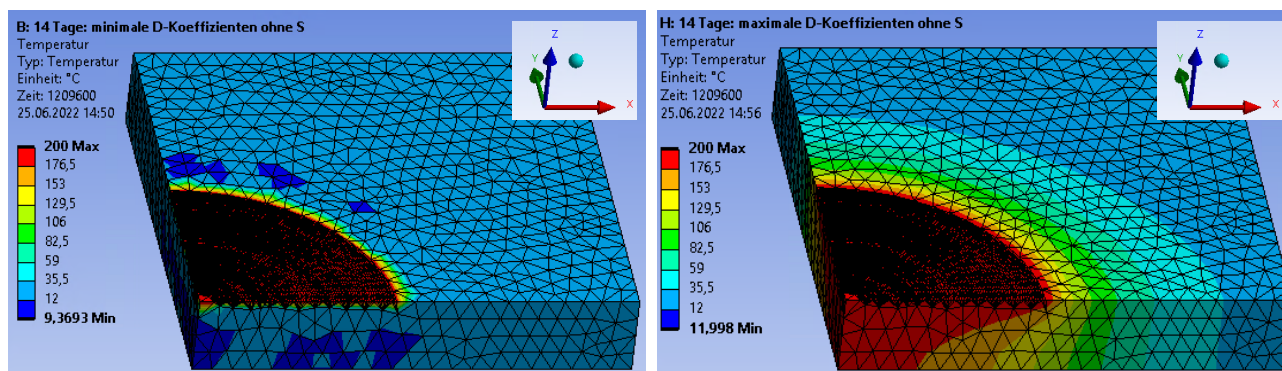 B: 14 Tage: minimale D-Koeffizienten ohne S
Temperatur
Typ: Temperatur
Einheit: °C
Zeit: 1209600
25.06.2022 14:50
200 Max
176,5
153
129,5
106
82,5
59
35,5
12
9,3693 Min
Z
Y
X
H: 14 Tage: maximale D-Koeffizienten ohne S
Temperatur
Typ: Temperatur
Einheit: °C
Zeit: 1209600
25.06.2022 14:56
200 Max
176,5
153
129,5
106
82,5
59
35,5
12
11,998 Min
Z
Y
X